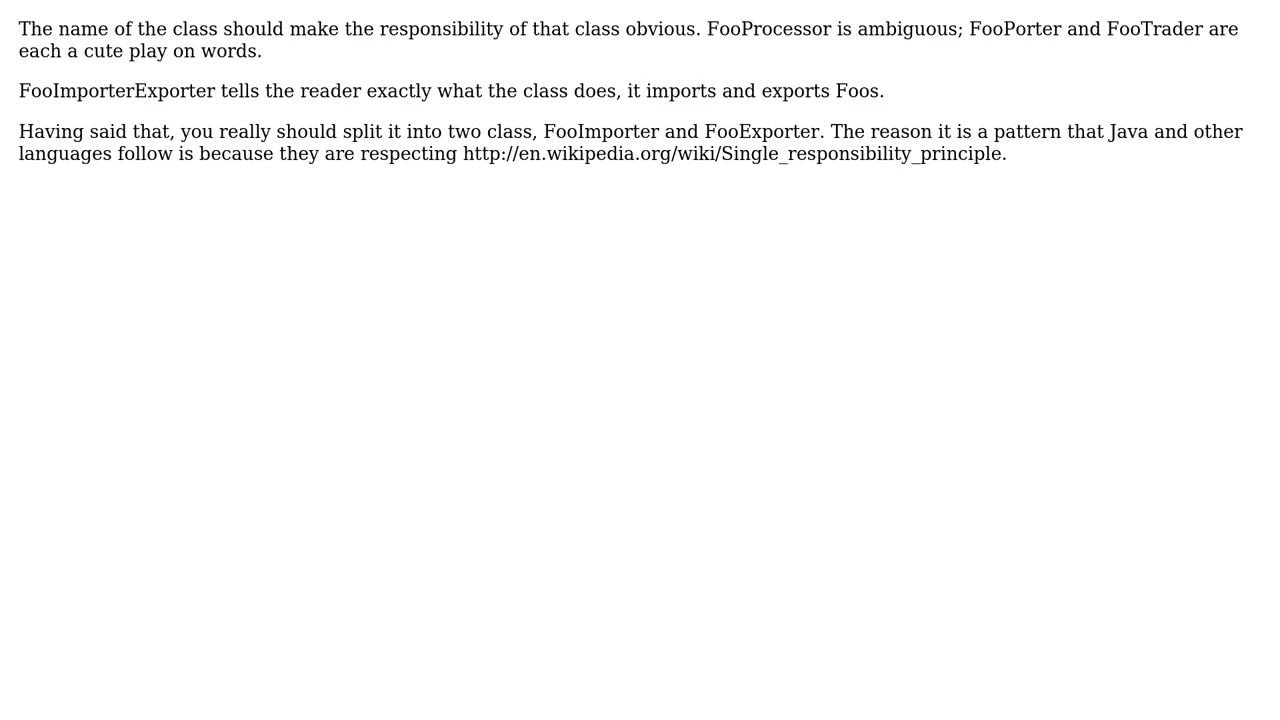 The name of the class should make the responsibility of that class obvious. FooProcessor is ambiguous; FooPorter and FooTrader are
each a cute play on words.
FooImporterExporter tells the reader exactly what the class does, it imports and exports Foos.
Having said that, you really should split it into two class, FooImporter and FooExporter. The reason it is a pattern that Java and other
languages follow is because they are respecting http://en.wikipedia.org/wiki/Single_responsibility_principle.